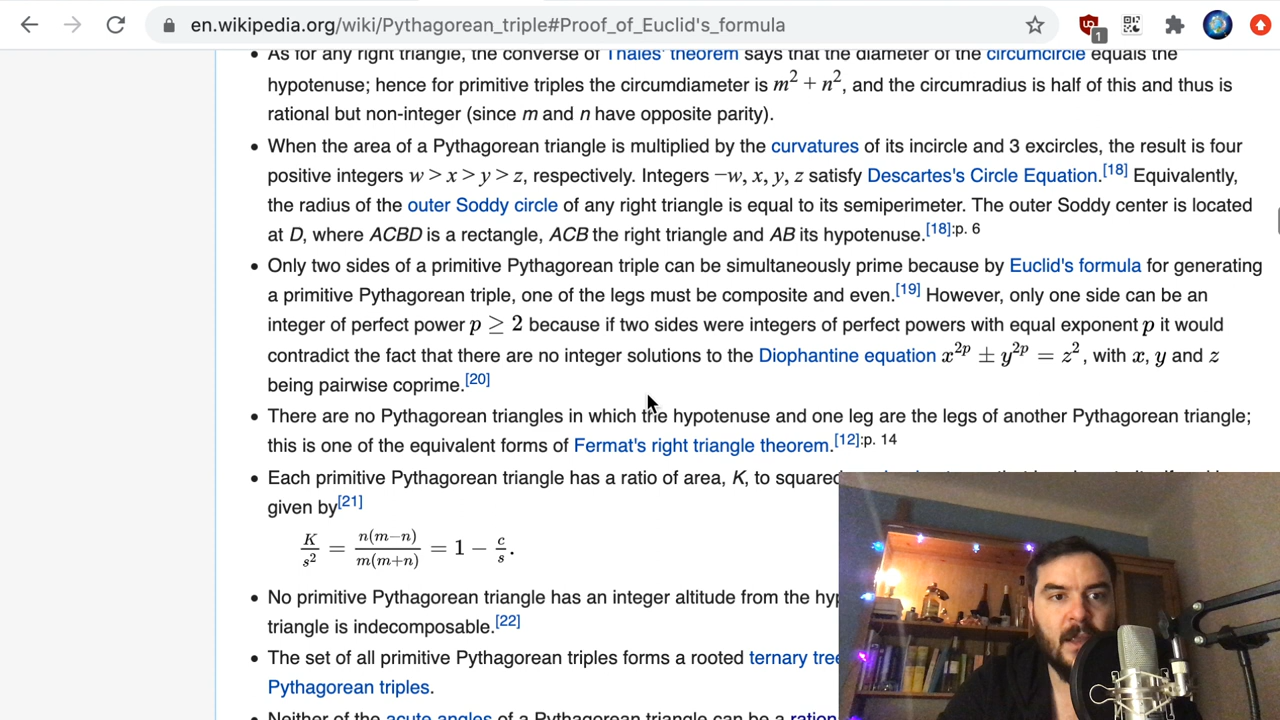 en.wikipedia.org/wiki/Pythagorean_triple#Proof_of_Euclid's_formula
1
• As for any right triangle, the converse of Thales' theorem says that the diameter of the circumcircle equals the
hypotenuse; hence for primitive triples the circumdiameter is m² + n², and the circumradius is half of this and thus is
rational but non-integer (since m and n have opposite parity).
• When the area of a Pythagorean triangle is multiplied by the curvatures of its incircle and 3 excircles, the result is four
positive integers w > x > y > z, respectively. Integers −w, x, y, z satisfy Descartes's Circle Equation.[18] Equivalently,
the radius of the outer Soddy circle of any right triangle is equal to its semiperimeter. The outer Soddy center is located
at D, where ACBD is a rectangle, ACB the right triangle and AB its hypotenuse.[18]:p. 6
• Only two sides of a primitive Pythagorean triple can be simultaneously prime because by Euclid's formula for generating
a primitive Pythagorean triple, one of the legs must be composite and even.[19] However, only one side can be an
integer of perfect power p ≥ 2 because if two sides were integers of perfect powers with equal exponent p it would
contradict the fact that there are no integer solutions to the Diophantine equation x²ᵖ ± y²ᵖ = z², with x, y and z
being pairwise coprime.[20]
• There are no Pythagorean triangles in which the hypotenuse and one leg are the legs of another Pythagorean triangle;
this is one of the equivalent forms of Fermat's right triangle theorem.[12]:p. 14
• Each primitive Pythagorean triangle has a ratio of area, K, to squared
given by[21]
K/s² = n(m−n)/m(m+n) = 1 − c/s.
• No primitive Pythagorean triangle has an integer altitude from the
triangle is indecomposable.[22]
• The set of all primitive Pythagorean triples forms a rooted ternary tree
Pythagorean triples.
• Neither of the acute angles of a Pythagorean triangle can be a